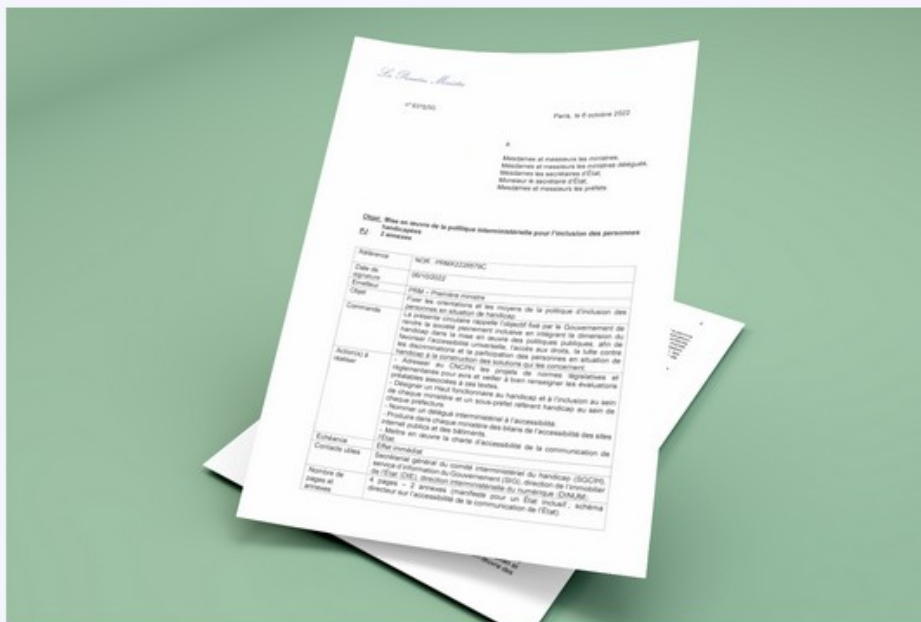 La Première Ministre
Paris, le 6 octobre 2022
A
Mesdames et messieurs les ministres,
Mesdames et messieurs les ministres délégués,
Mesdames les secrétaires d'État,
Monsieur le secrétaire d'État,
Mesdames et messieurs les préfets
Objet : Mise en œuvre de la politique interministérielle pour l'inclusion des personnes
handicapées
PJ : 2 annexes
Référence
NOR : PRMX2228579C
Date de
signature
06/10/2022
Emetteur
PRM – Première ministre
Objet
Fixer les orientations et les moyens de la politique d'inclusion des
personnes en situation de handicap
Commande
La présente circulaire rappelle l'objectif fixé par le Gouvernement de
rendre la société pleinement inclusive en intégrant la dimension du
handicap dans la mise en œuvre des politiques publiques, afin de
favoriser l'accessibilité universelle, l'accès aux droits, la lutte contre
les discriminations et la participation des personnes en situation de
handicap à la construction des solutions qui les concernent.
Action(s) à
réaliser
- Adresser au CNCPH les projets de normes législatives et
réglementaires pour avis et veiller à bien renseigner les évaluations
préalables associées à ces textes.
- Désigner un Haut fonctionnaire au handicap et à l'inclusion au sein
de chaque ministère et un sous-préfet référent handicap au sein de
chaque préfecture
- Nommer un délégué interministériel à l'accessibilité.
- Produire dans chaque ministère des bilans de l'accessibilité des sites
internet publics et des bâtiments.
- Mettre en œuvre la charte d'accessibilité de la communication de
l'État.
Echéance
Effet immédiat
Contacts utiles
Secrétariat général du comité interministériel du handicap (SGCIH),
service d'information du Gouvernement (SIG), direction de l'immobilier
de l'État (DIE), direction interministérielle du numérique (DINUM).
Nombre de
pages et
annexes
4 pages – 2 annexes (manifeste pour un État inclusif ; schéma
directeur sur l'accessibilité de la communication de l'État)